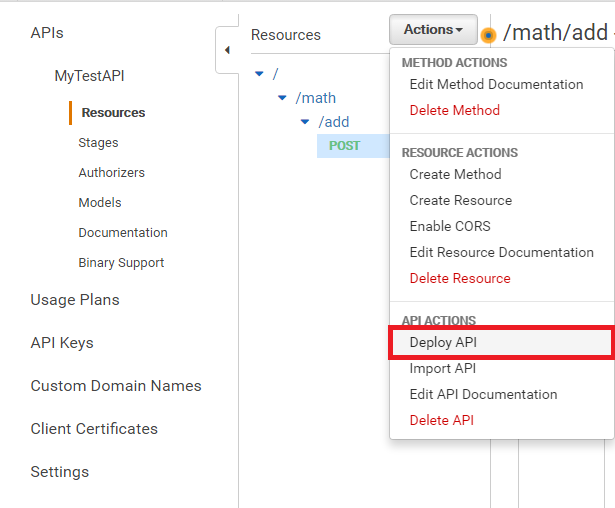 APIs
MyTestAPI
Resources
Stages
Authorizers
Models
Documentation
Binary Support
Usage Plans
API Keys
Custom Domain Names
Client Certificates
Settings
Resources
/
/math
/add
POST
Actions
/math/add -
METHOD ACTIONS
Edit Method Documentation
Delete Method
RESOURCE ACTIONS
Create Method
Create Resource
Enable CORS
Edit Resource Documentation
Delete Resource
API ACTIONS
Deploy API
Import API
Edit API Documentation
Delete API